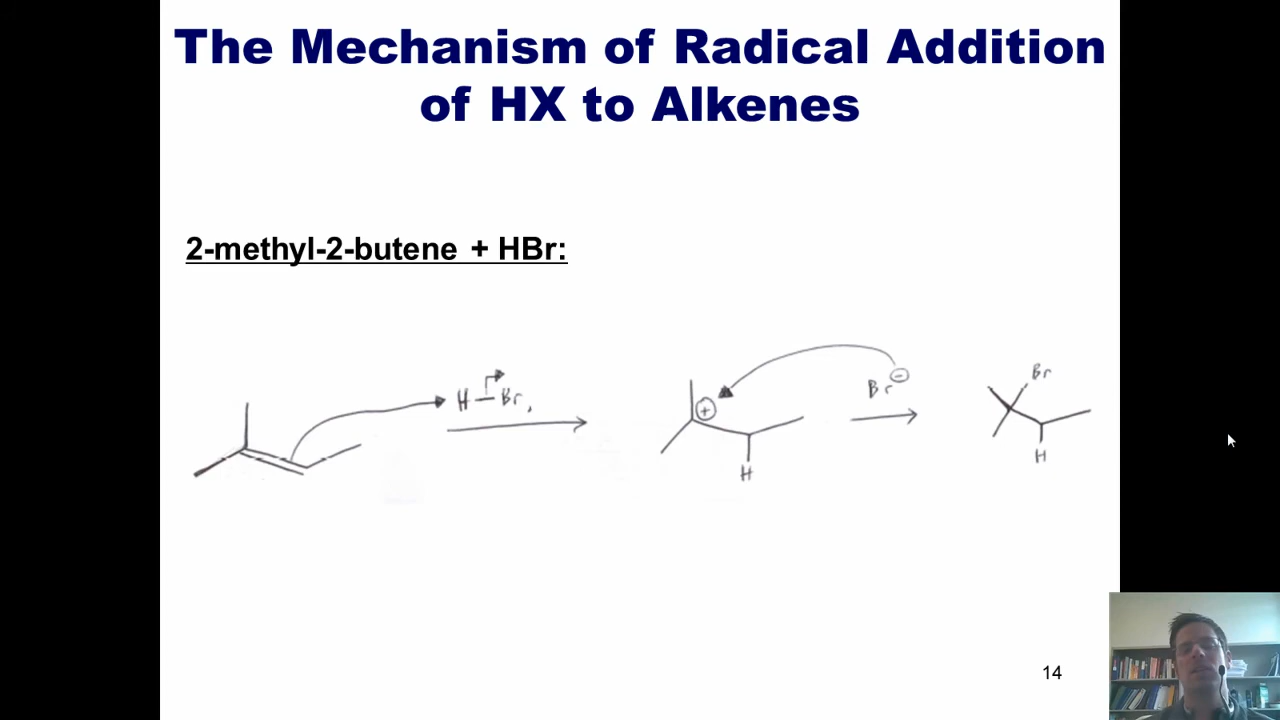 The Mechanism of Radical Addition
of HX to Alkenes
2-methyl-2-butene + HBr:
H — Br,
+
H
Br −
Br
H
14